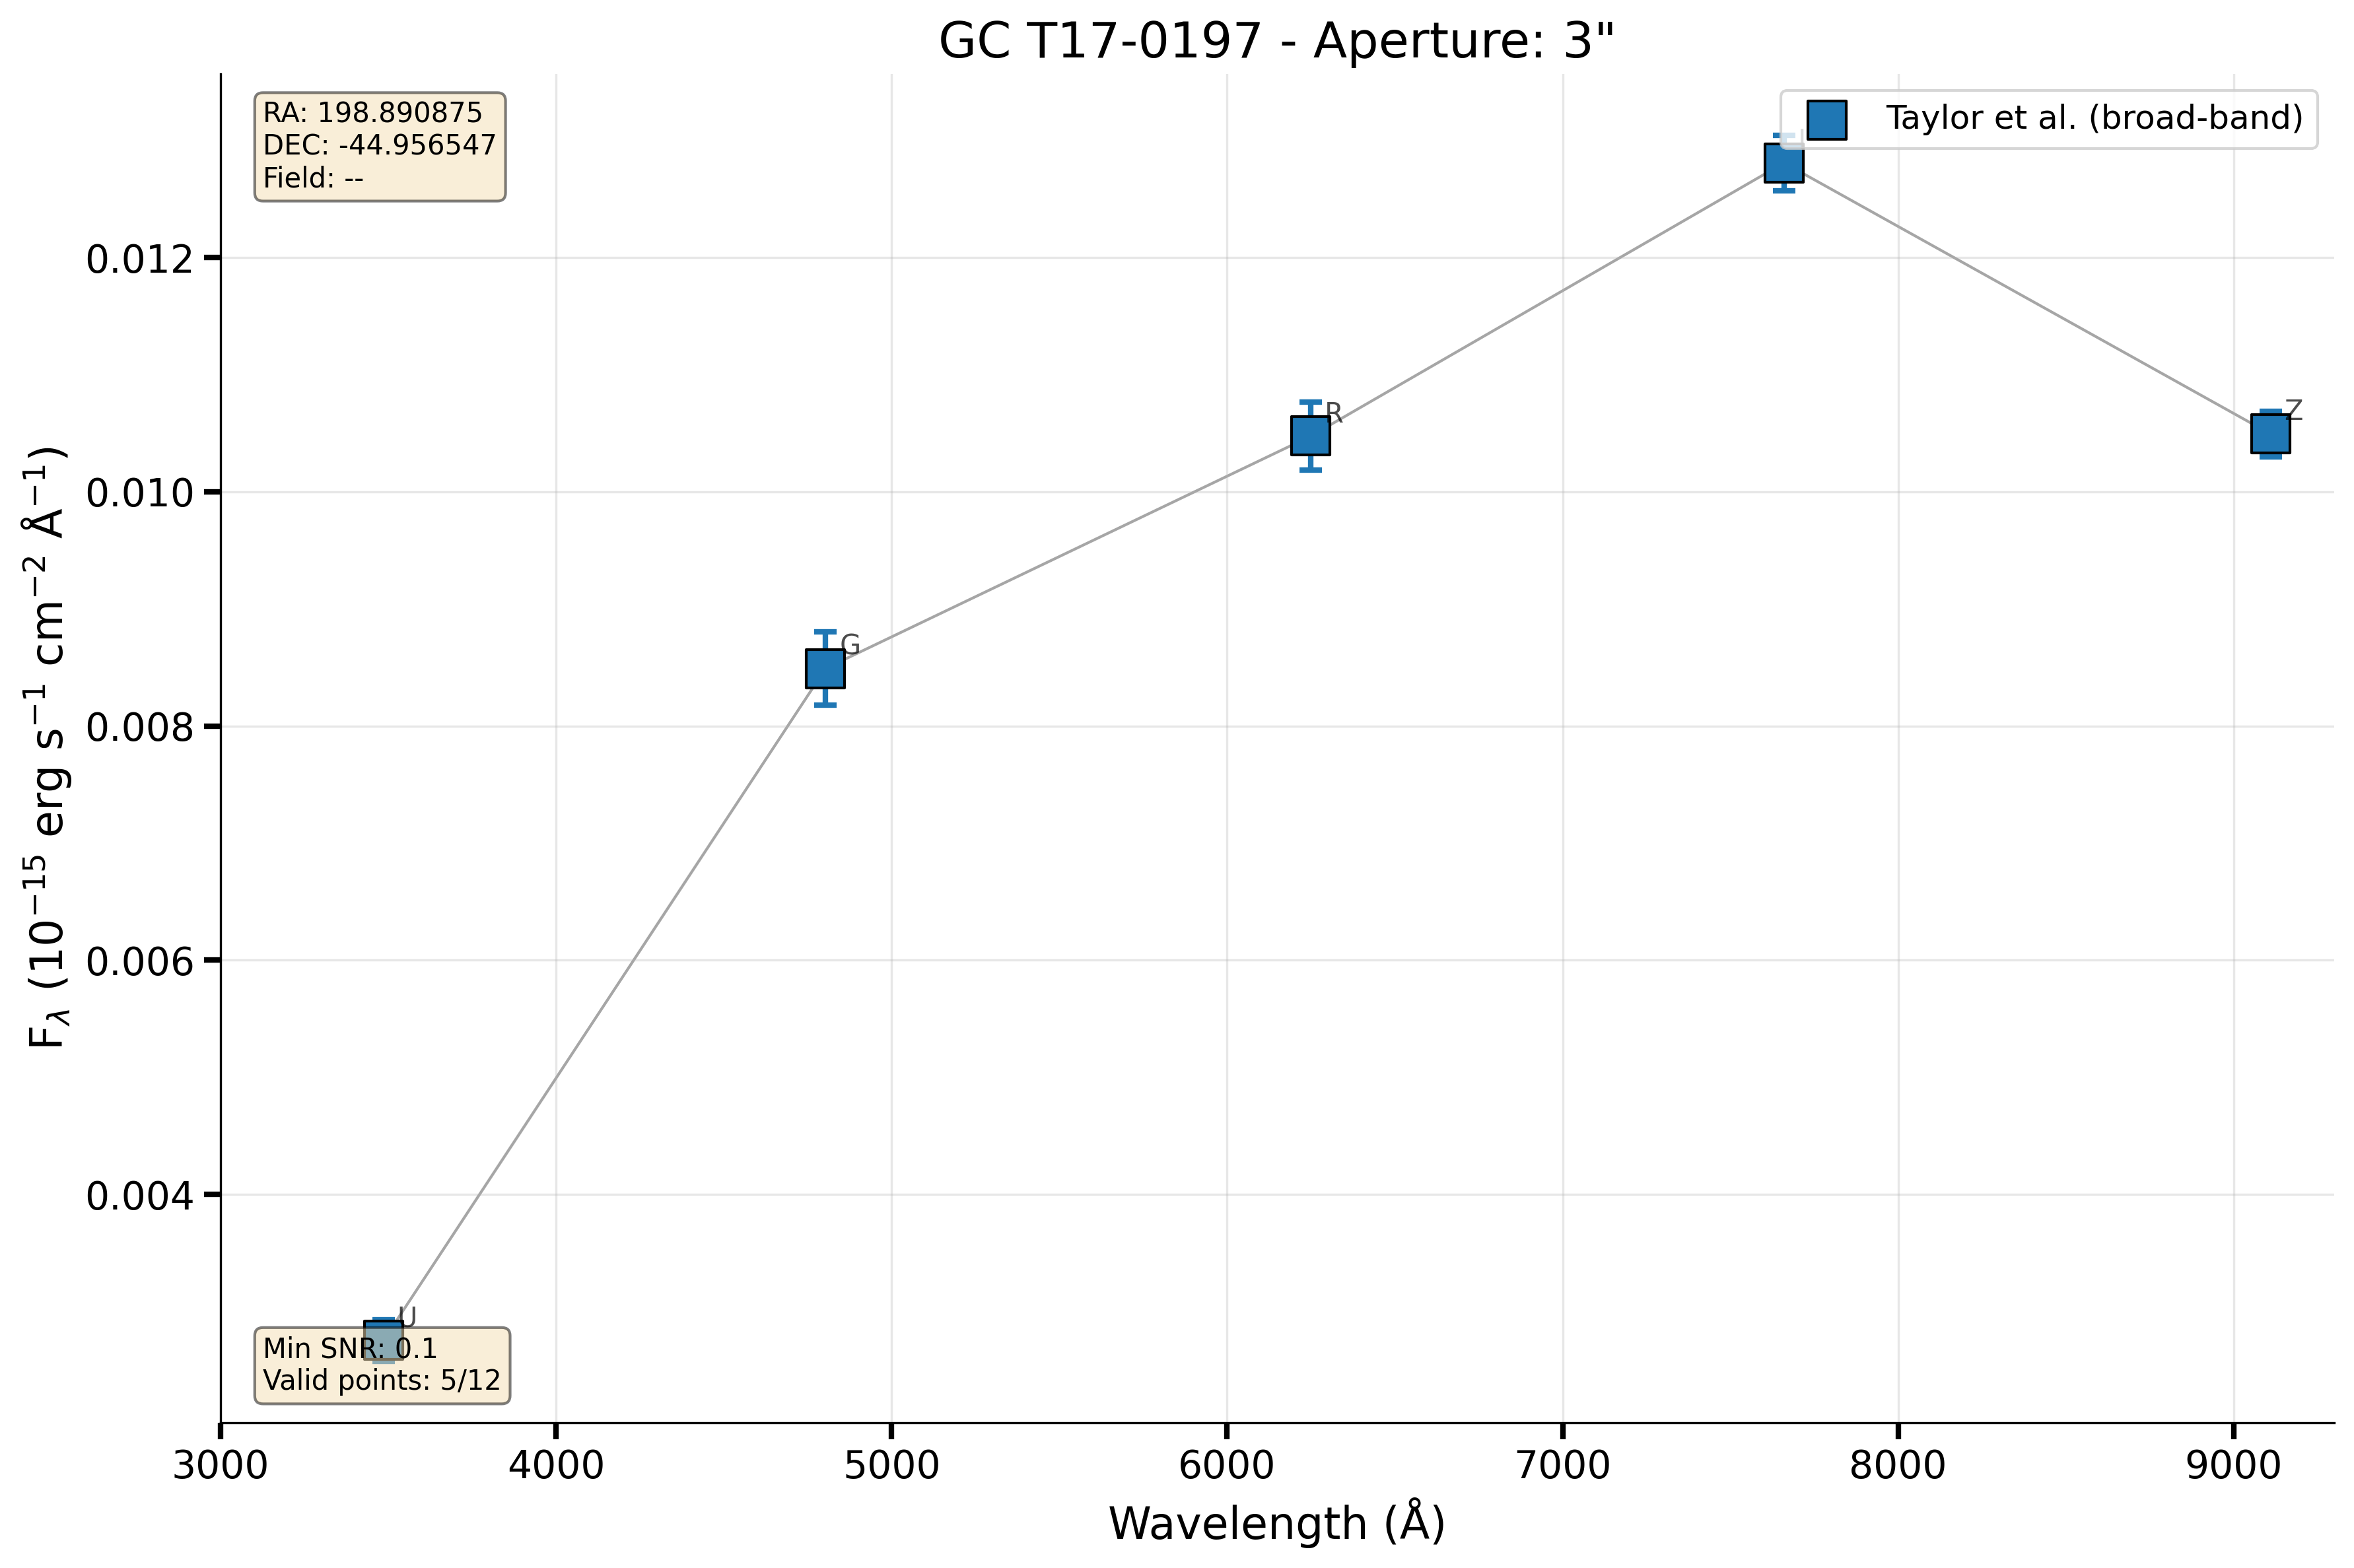 GC T17-0197 - Aperture: 3"
RA: 198.890875
DEC: -44.956547
Field: --
Taylor et al. (broad-band)
I
R
Z
G
U
Min SNR: 0.1
Valid points: 5/12
0.012
0.010
0.008
0.006
0.004
F_λ (10⁻¹⁵ erg s⁻¹ cm⁻² Å⁻¹)
3000 4000 5000 6000 7000 8000 9000
Wavelength (Å)